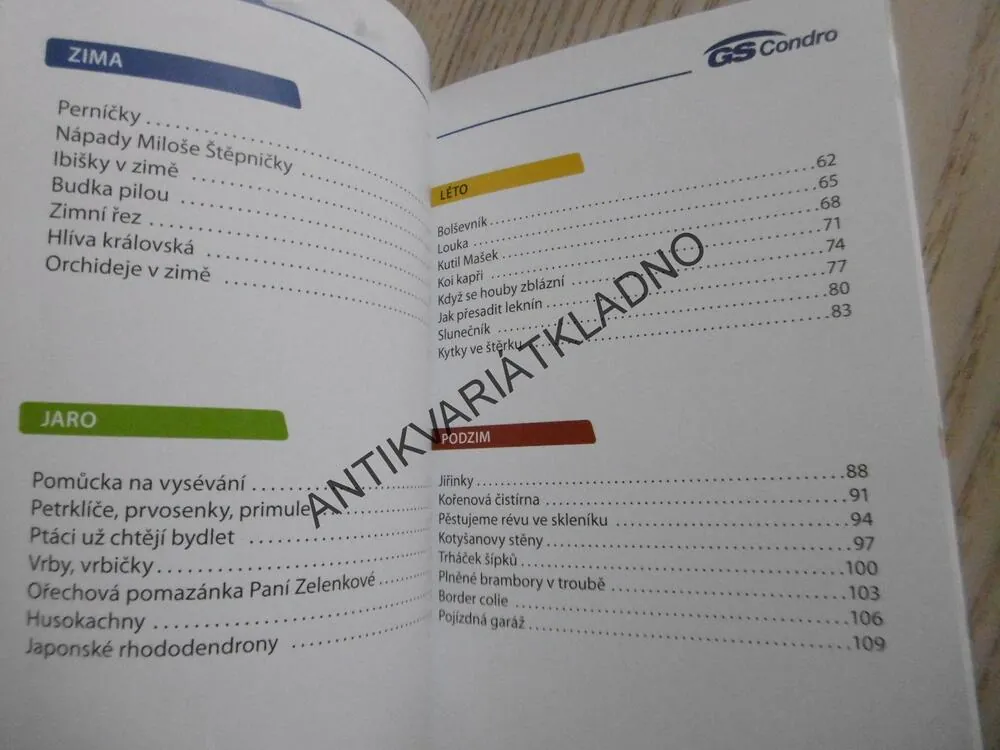 ZIMA
Perníčky
Nápady Miloše Štěpničky
Ibišky v zimě
Budka pilou
Zimní řez
Hlíva královská
Orchideje v zimě
JARO
Pomůcka na vysévání
Petrklíče, prvosenky, primule
Ptáci už chtějí bydlet
Vrby, vrbičky
Ořechová pomazánka Paní Zelenkové
Husokachny
Japonské rhododendrony
GS Condro
LÉTO
Bolševník 62
Louka 65
Kutil Mašek 68
Koi kapři 71
Když se houby zblázní 74
Jak přesadit leknín 77
Slunečník 80
Kytky ve štěrku 83
PODZIM
Jiřinky 88
Kořenová čistírna 91
Pěstujeme révu ve skleníku 94
Kotyšanovy stěny 97
Trháček šípků 100
Plněné brambory v troubě 103
Border colie 106
Pojízdná garáž 109
ANTIKVARIÁTKLADNO